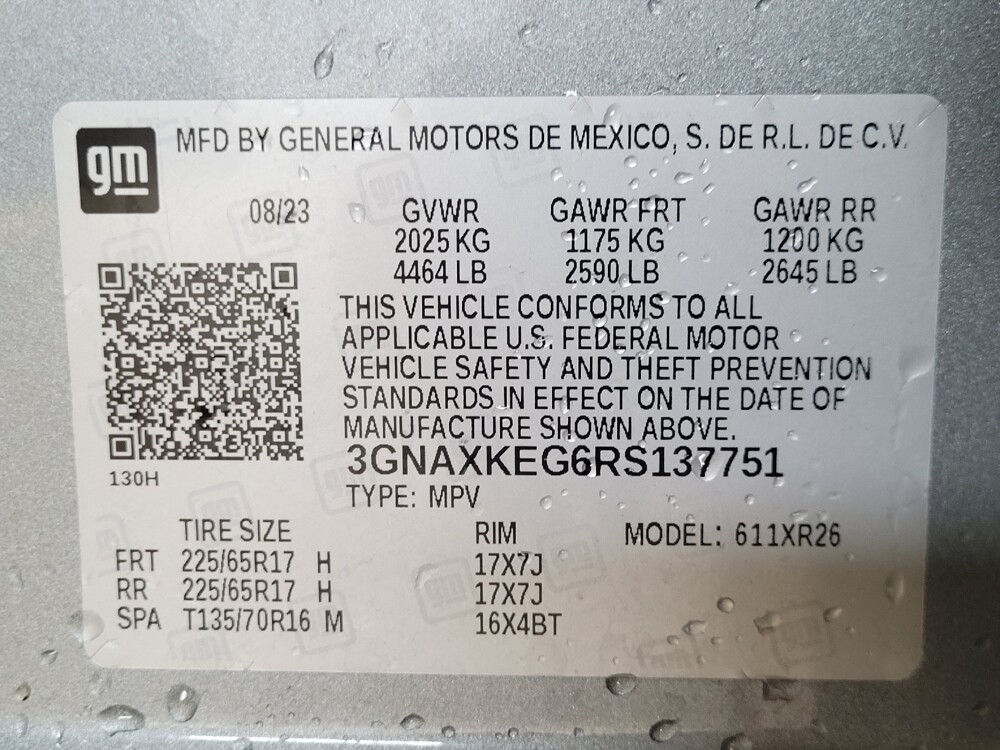 gm
MFD BY GENERAL MOTORS DE MEXICO, S. DE R.L. DE C.V.
08/23 GVWR GAWR FRT GAWR RR
2025 KG 1175 KG 1200 KG
4464 LB 2590 LB 2645 LB
THIS VEHICLE CONFORMS TO ALL
APPLICABLE U.S. FEDERAL MOTOR
VEHICLE SAFETY AND THEFT PREVENTION
STANDARDS IN EFFECT ON THE DATE OF
MANUFACTURE SHOWN ABOVE.
130H
3GNAXKEG6RS137751
TYPE: MPV
TIRE SIZE RIM MODEL: 611XR26
FRT 225/65R17 H 17X7J
RR 225/65R17 H 17X7J
SPA T135/70R16 M 16X4BT